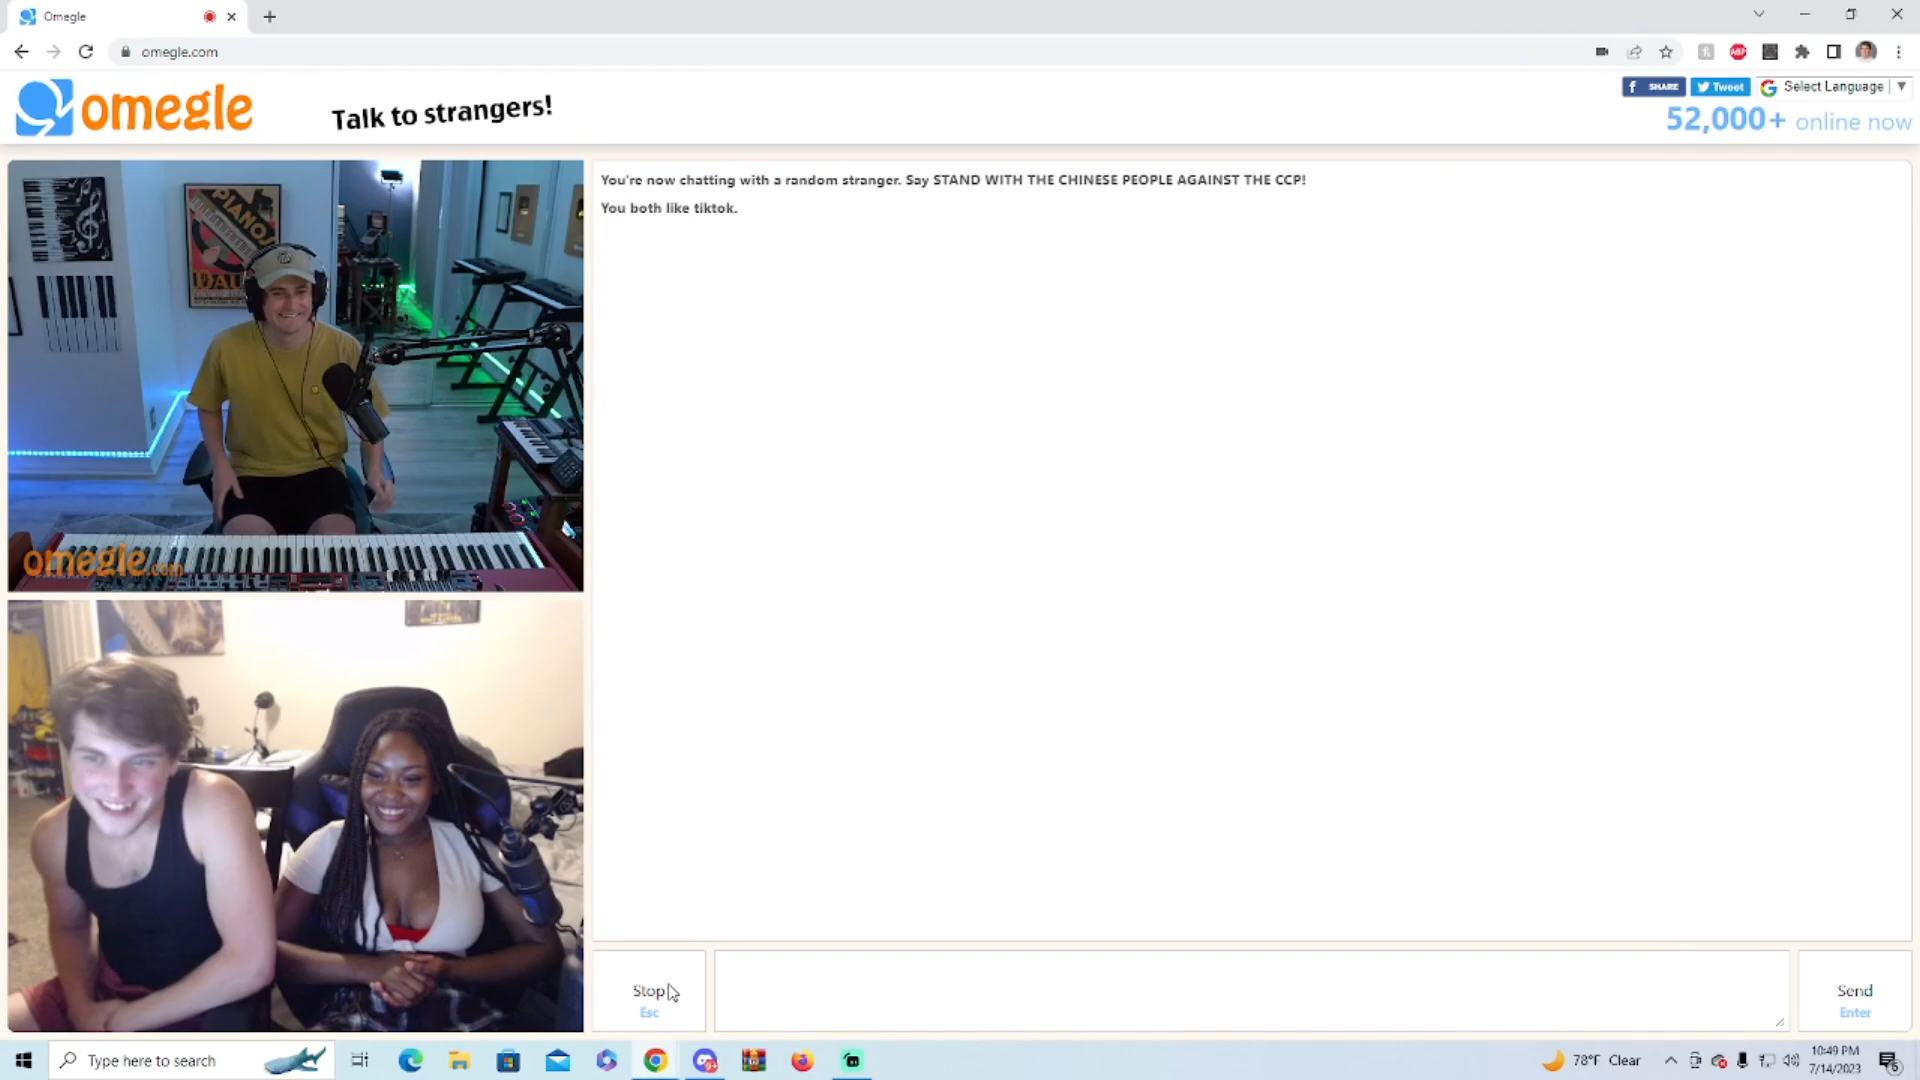 Omegle
omegle.com
omegle
Talk to strangers!
SHARE
Tweet
Select Language
52,000+ online now
PIANOS
omegle.com
You're now chatting with a random stranger. Say STAND WITH THE CHINESE PEOPLE AGAINST THE CCP!
You both like tiktok.
Stop
Esc
Send
Enter
Type here to search
78°F Clear
10:49 PM
7/14/2023